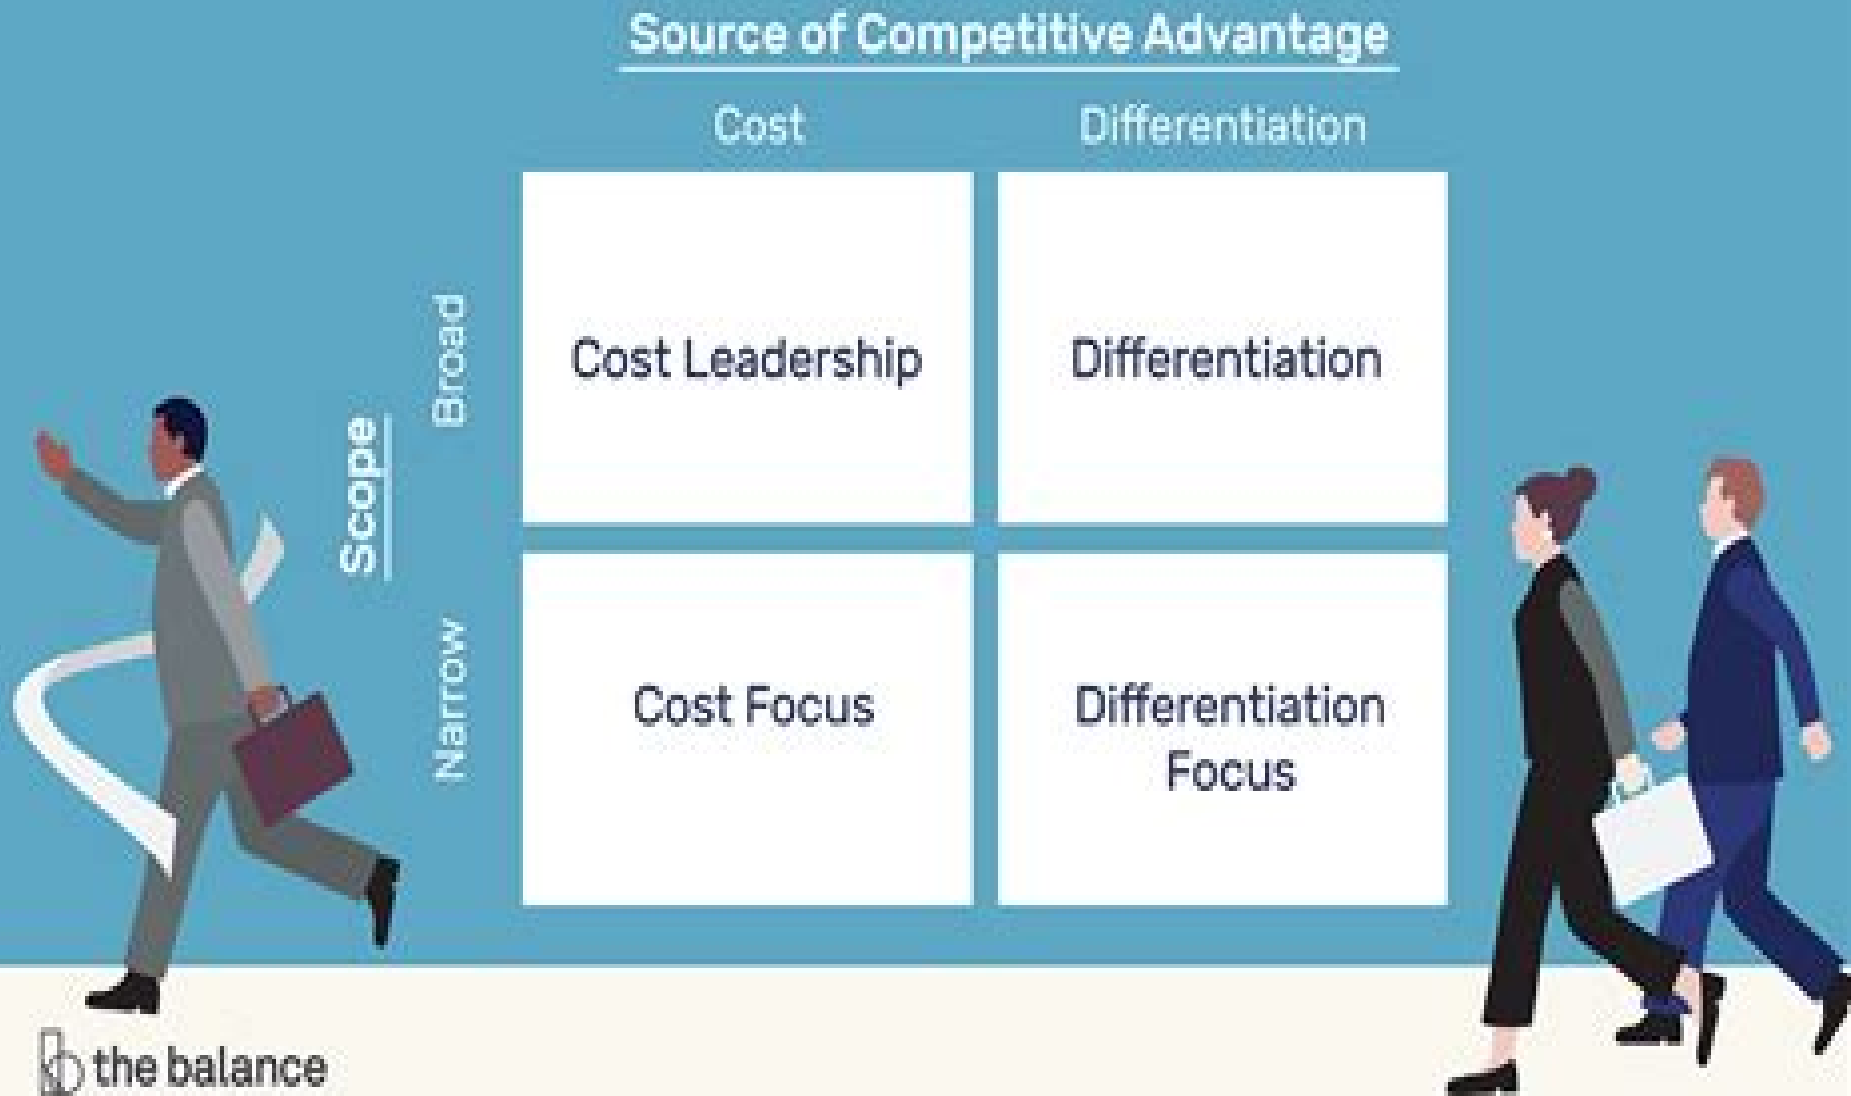 Source of Competitive Advantage
Cost Differentiation
Scope
Broad
Cost Leadership Differentiation
Narrow
Cost Focus Differentiation
Focus
the balance